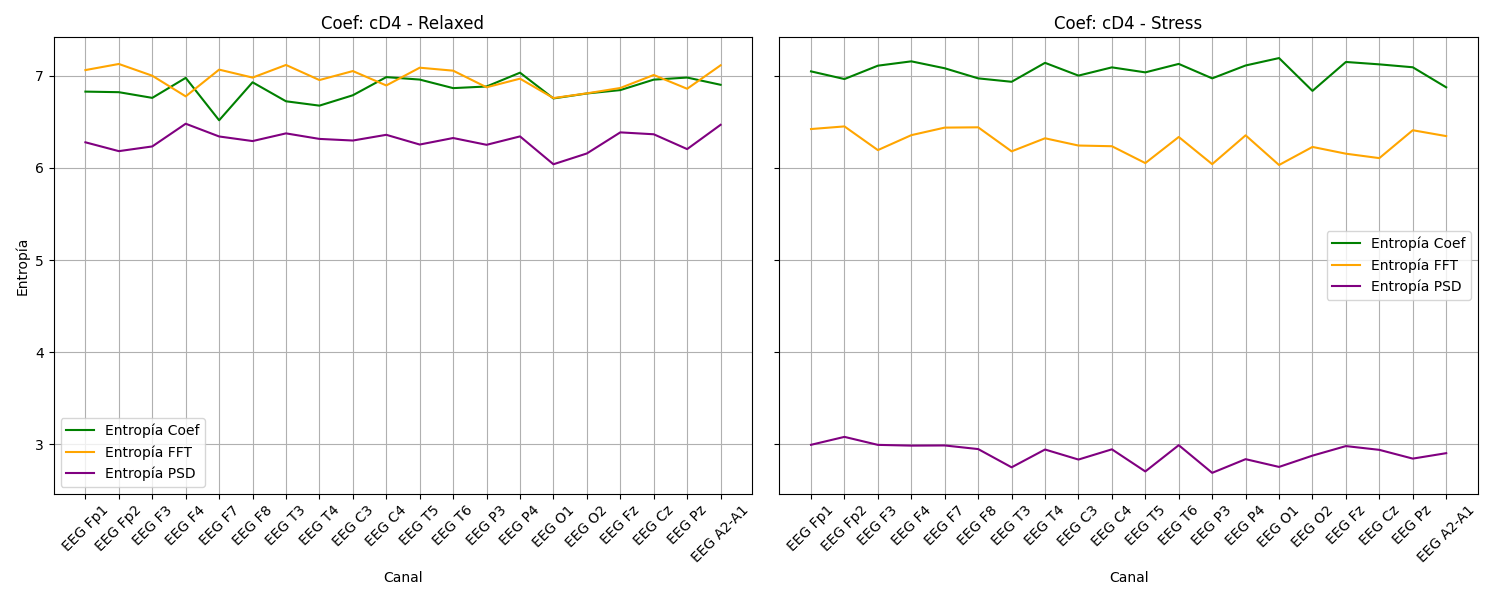 Coef: cD4 - Relaxed
Entropía
7
6
5
4
3
Entropía Coef
Entropía FFT
Entropía PSD
EEG Fp1
EEG Fp2
EEG F3
EEG F4
EEG F7
EEG F8
EEG T3
EEG T4
EEG C3
EEG C4
EEG T5
EEG T6
EEG P3
EEG P4
EEG O1
EEG O2
EEG Fz
EEG Cz
EEG Pz
EEG A2-A1
Canal
Coef: cD4 - Stress
Entropía Coef
Entropía FFT
Entropía PSD
EEG Fp1
EEG Fp2
EEG F3
EEG F4
EEG F7
EEG F8
EEG T3
EEG T4
EEG C3
EEG C4
EEG T5
EEG T6
EEG P3
EEG P4
EEG O1
EEG O2
EEG Fz
EEG Cz
EEG Pz
EEG A2-A1
Canal